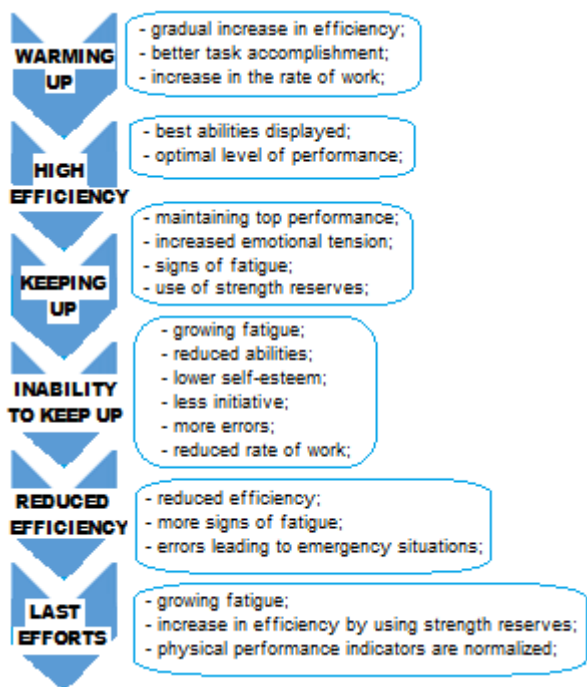 WARMING
UP
- gradual increase in efficiency;
- better task accomplishment;
- increase in the rate of work;
HIGH
EFFICIENCY
- best abilities displayed;
- optimal level of performance;
KEEPING
UP
- maintaining top performance;
- increased emotional tension;
- signs of fatigue;
- use of strength reserves;
INABILITY
TO KEEP UP
- growing fatigue;
- reduced abilities;
- lower self-esteem;
- less initiative;
- more errors;
- reduced rate of work;
REDUCED
EFFICIENCY
- reduced efficiency;
- more signs of fatigue;
- errors leading to emergency situations;
LAST
EFFORTS
- growing fatigue;
- increase in efficiency by using strength reserves;
- physical performance indicators are normalized;